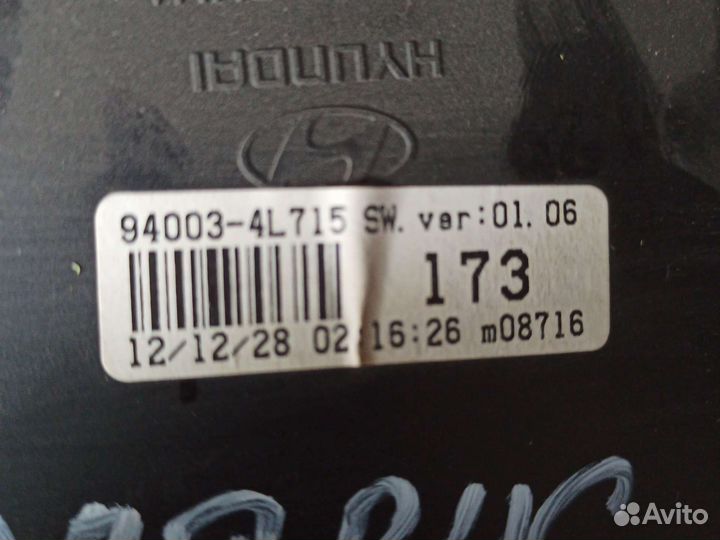 HYUNDAI
94003-4L715 SW. ver:01.06
173
12/12/28 02:16:26 m08716
Avito